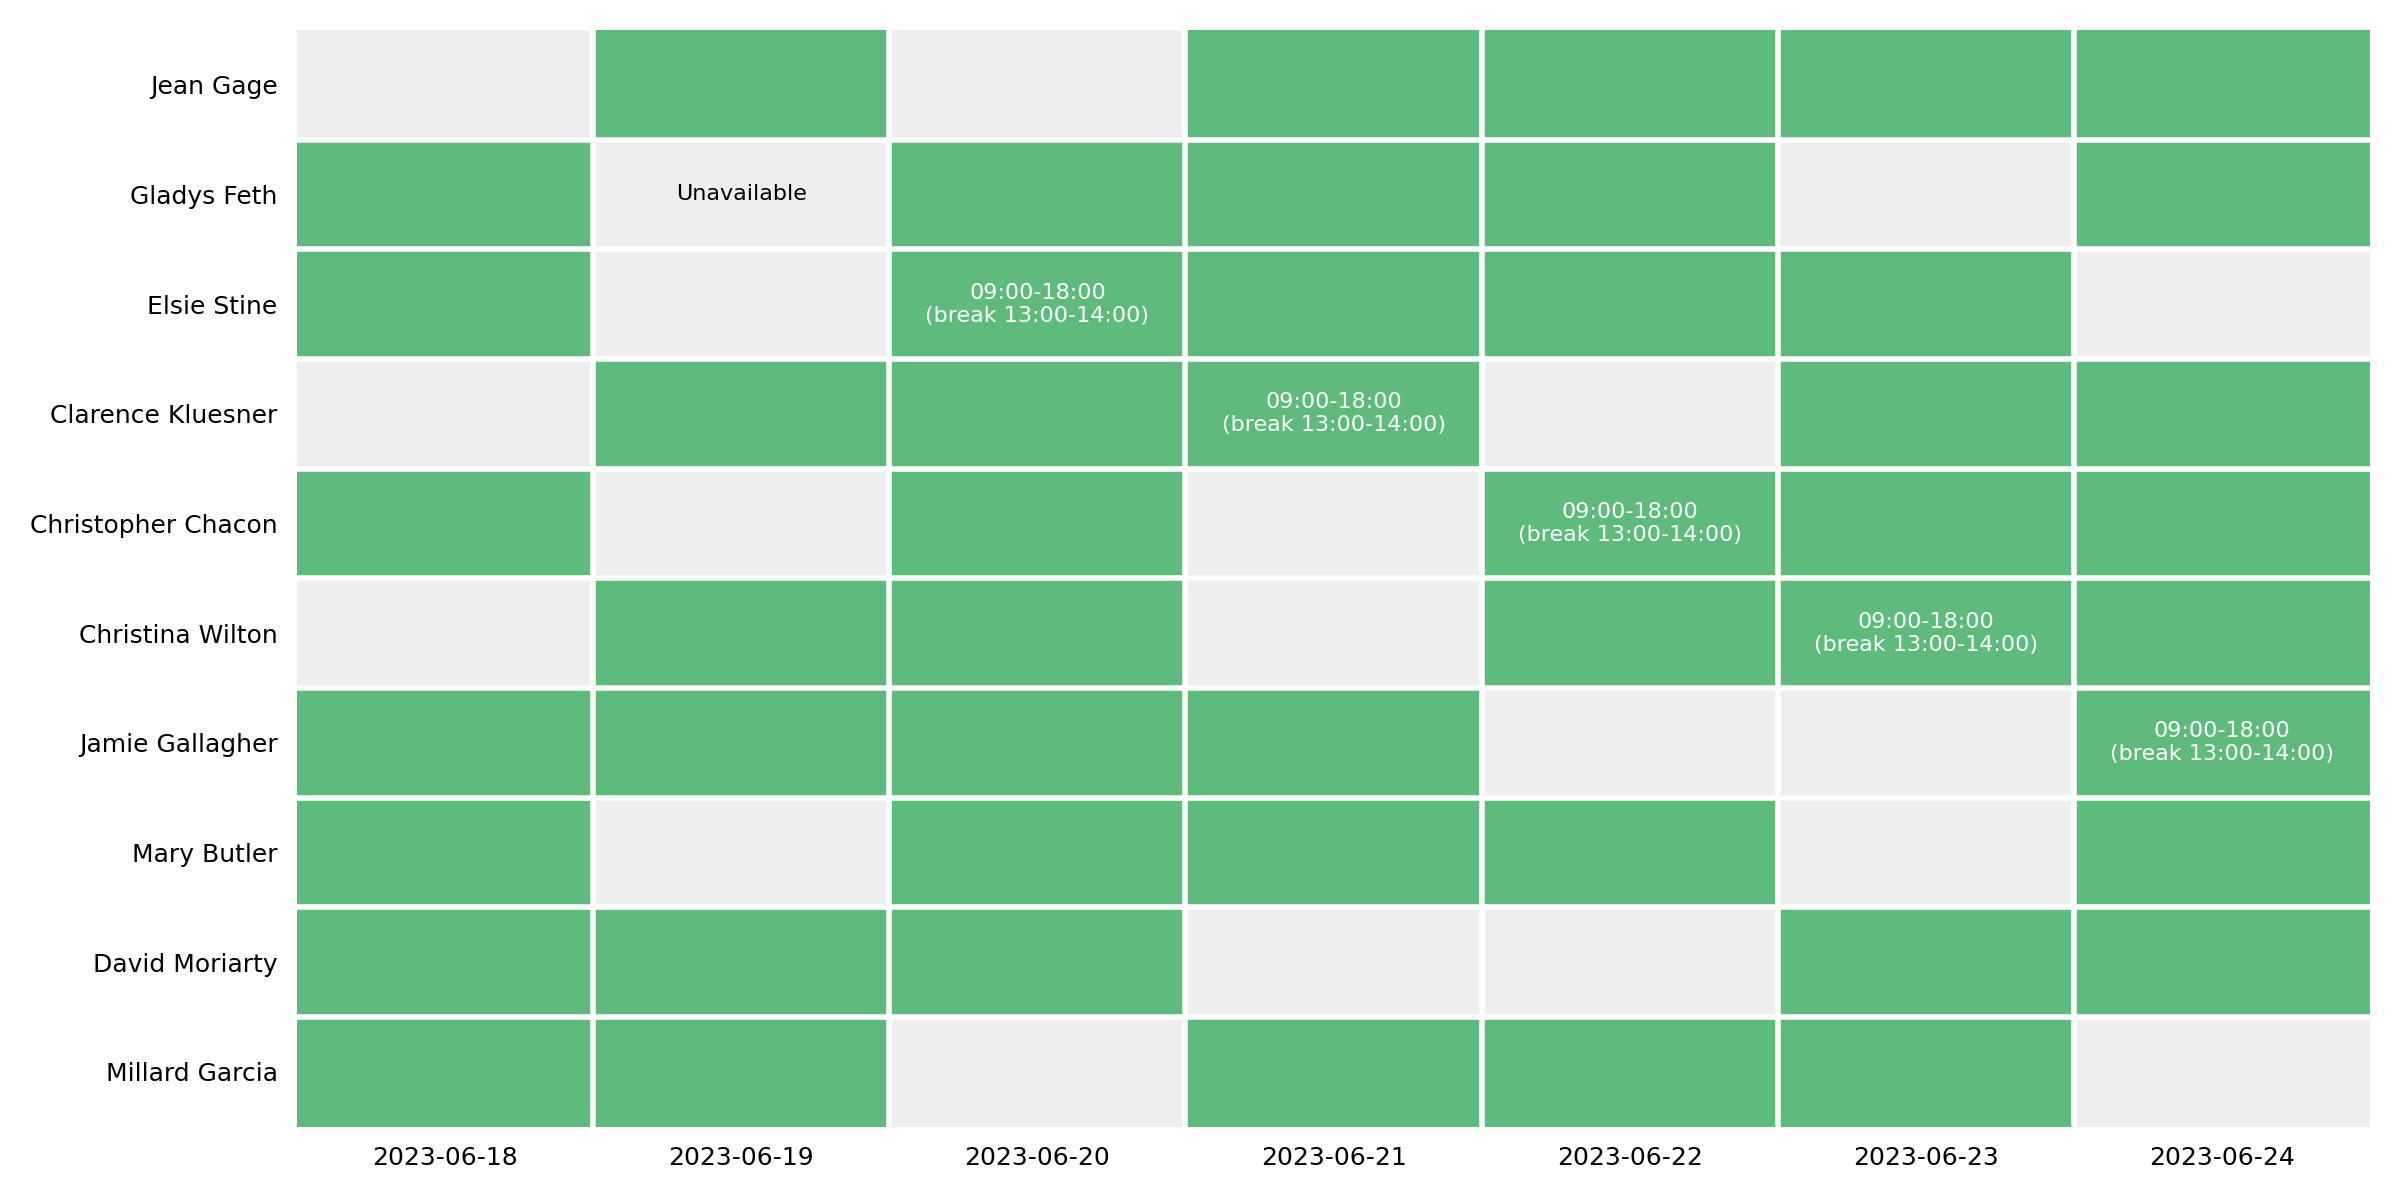 Jean Gage
Gladys Feth
Unavailable
Elsie Stine
09:00-18:00
(break 13:00-14:00)
Clarence Kluesner
09:00-18:00
(break 13:00-14:00)
Christopher Chacon
09:00-18:00
(break 13:00-14:00)
Christina Wilton
09:00-18:00
(break 13:00-14:00)
Jamie Gallagher
09:00-18:00
(break 13:00-14:00)
Mary Butler
David Moriarty
Millard Garcia
2023-06-18 2023-06-19 2023-06-20 2023-06-21 2023-06-22 2023-06-23 2023-06-24